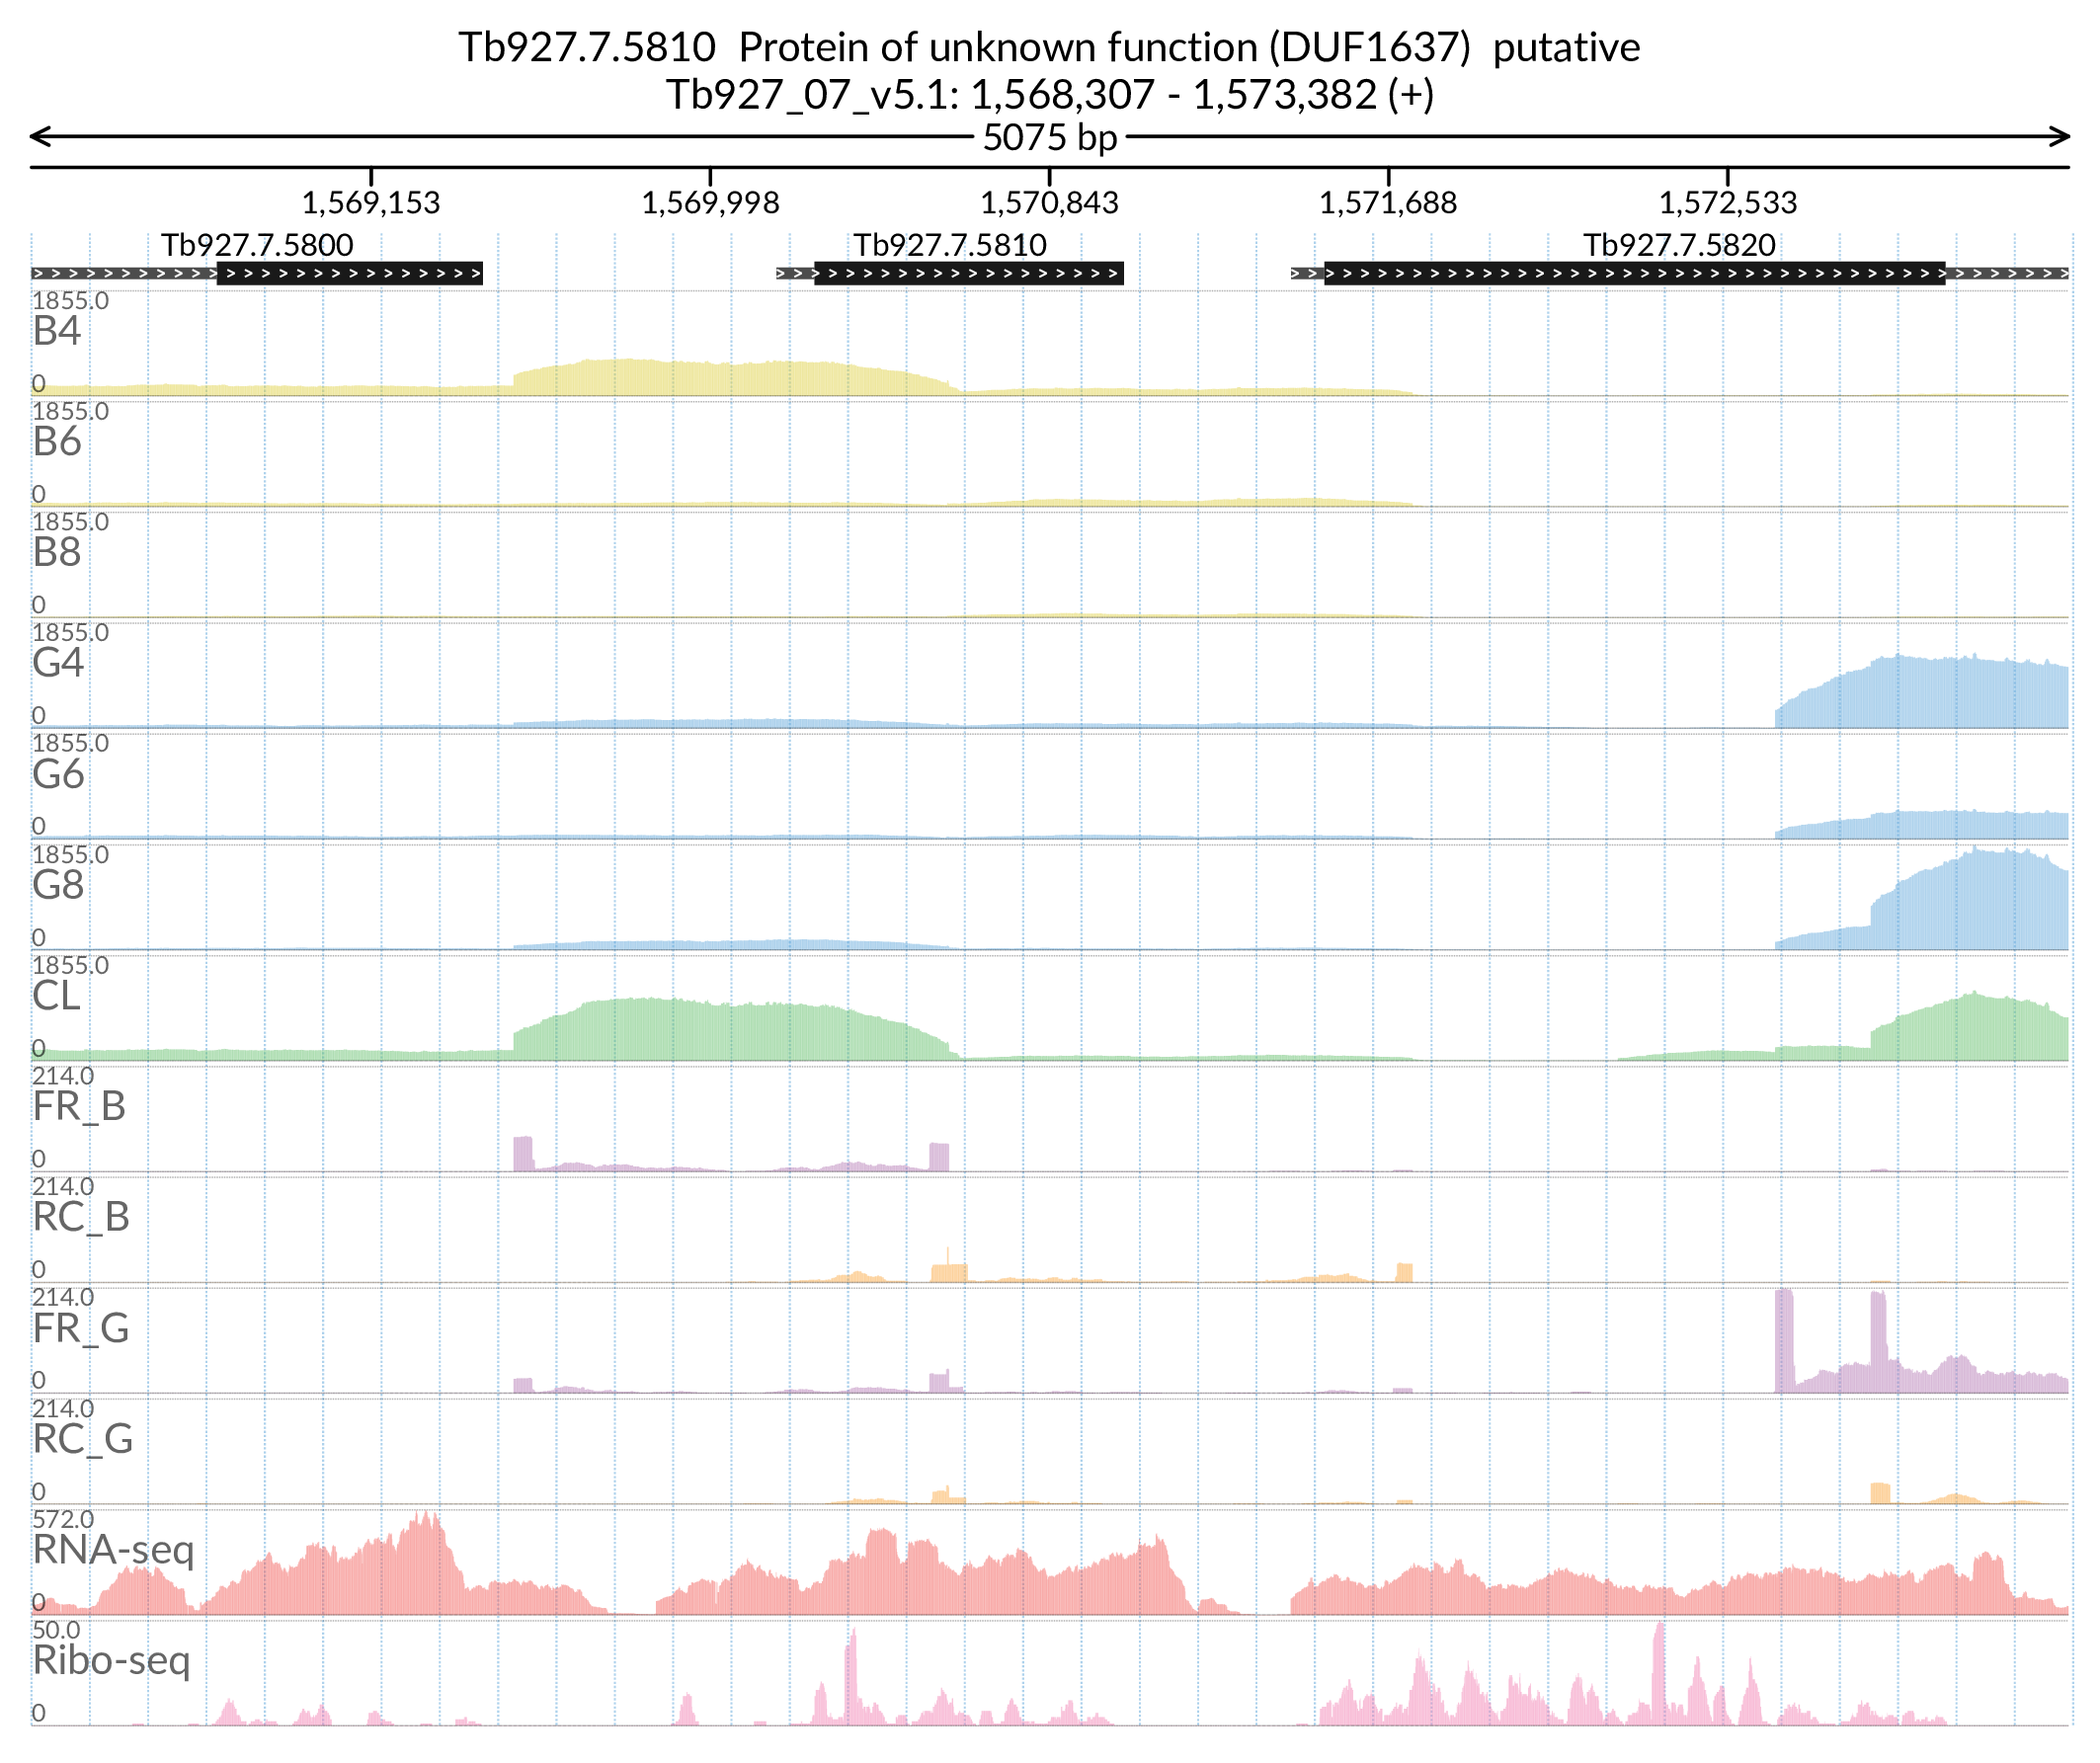 Tb927.7.5810 Protein of unknown function (DUF1637) putative
Tb927_07_v5.1: 1,568,307 - 1,573,382 (+)
5075 bp
1,569,153 1,569,998 1,570,843 1,571,688 1,572,533
Tb927.7.5800 Tb927.7.5810 Tb927.7.5820
1855.0
B4
0
1855.0
B6
0
1855.0
B8
0
1855.0
G4
0
1855.0
G6
0
1855.0
G8
0
1855.0
CL
0
214.0
FR_B
0
214.0
RC_B
0
214.0
FR_G
0
214.0
RC_G
0
572.0
RNA-seq
0
50.0
Ribo-seq
0